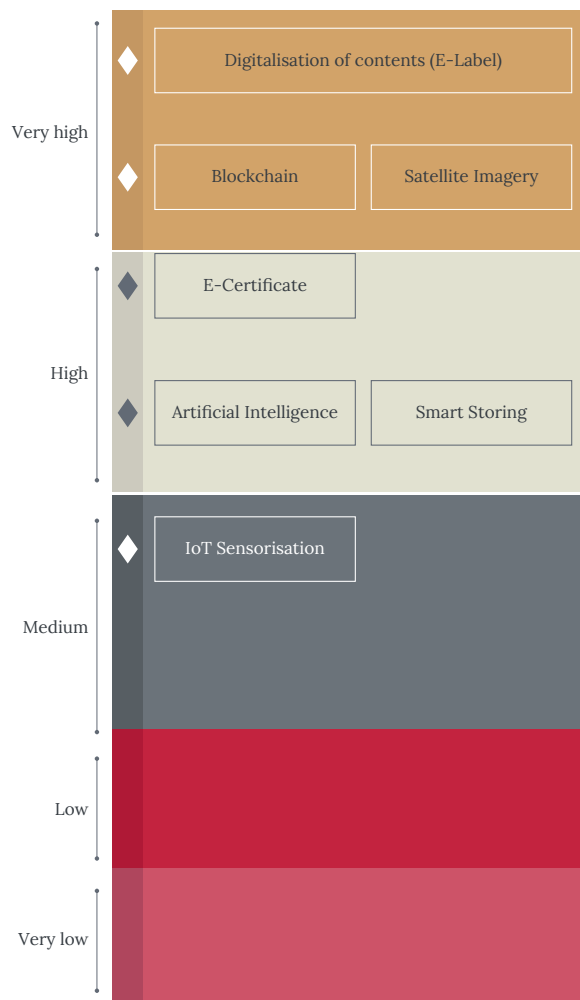 Digitalisation of contents (E-Label)
Very high
Blockchain
Satellite Imagery
E-Certificate
High
Artificial Intelligence
Smart Storing
IoT Sensorisation
Medium
Low
Very low